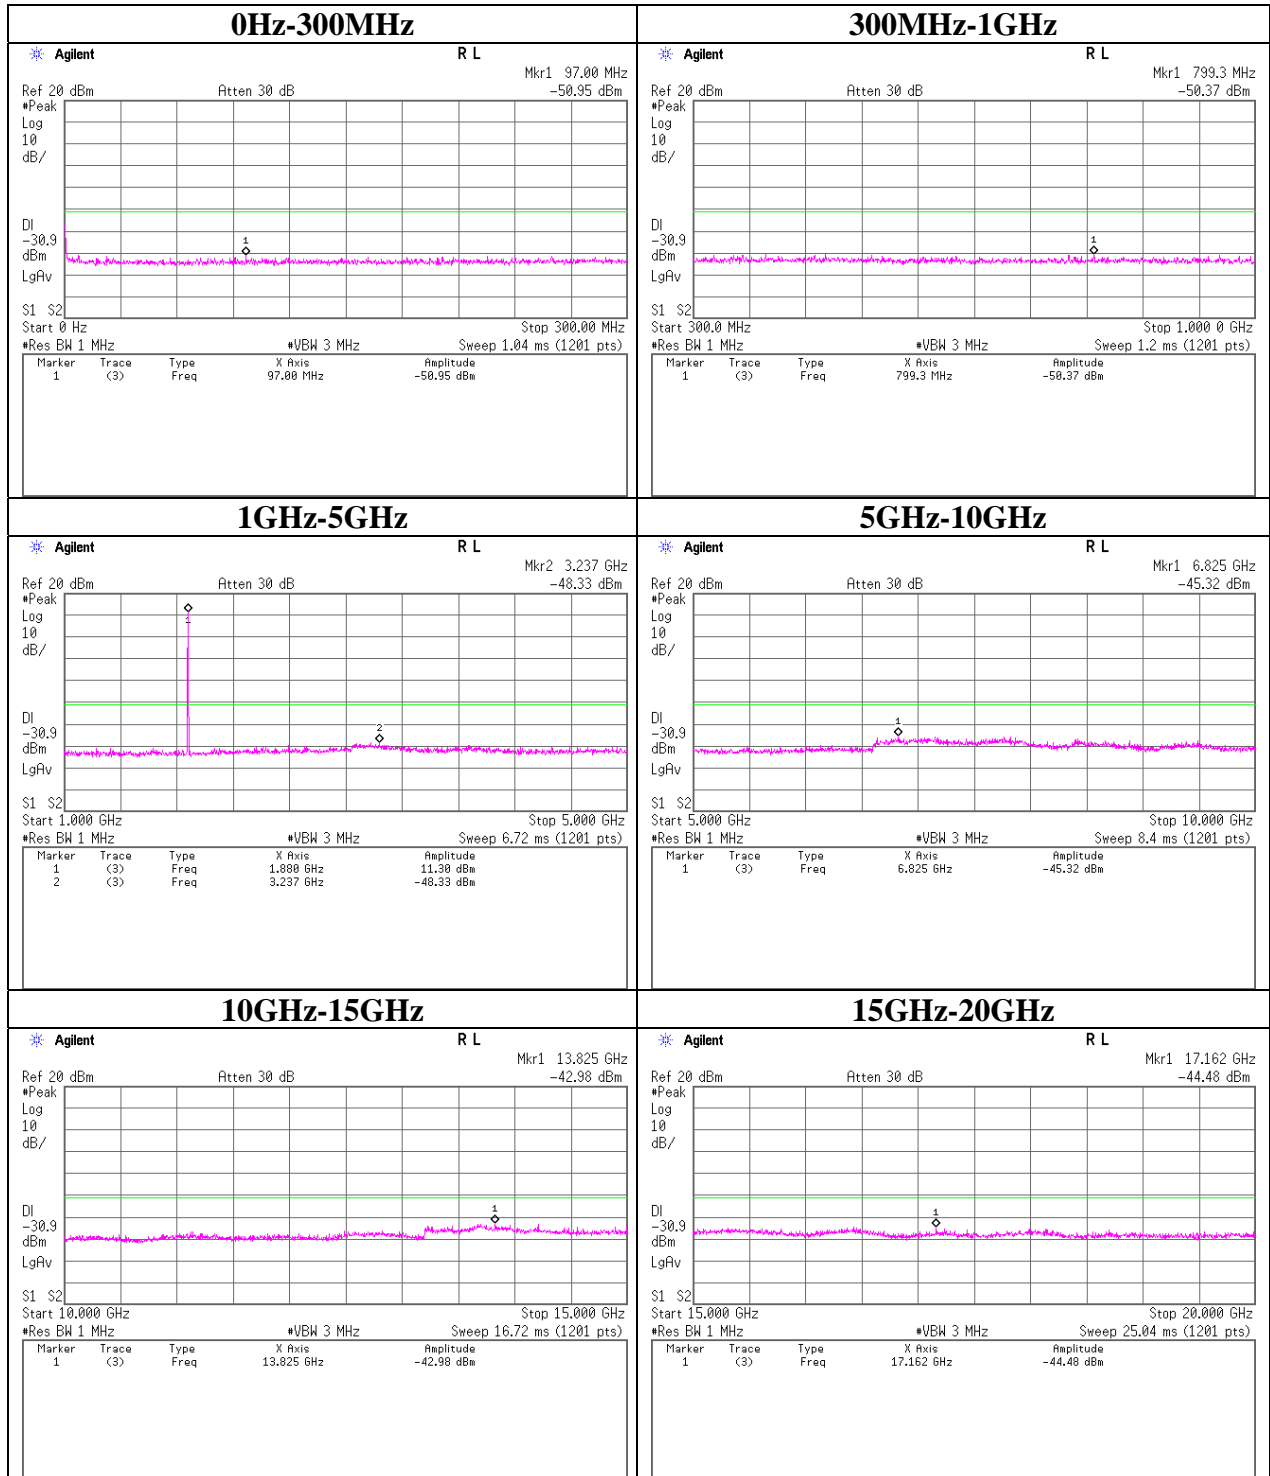 0Hz-300MHz
Agilent R L
Mkr1 97.00 MHz
Ref 20 dBm Atten 30 dB -50.95 dBm
#Peak
Log
10
dB/
1
DI
-30.9
dBm
LgAv
S1 S2
Start 0 Hz Stop 300.00 MHz
#Res BW 1 MHz #VBW 3 MHz Sweep 1.04 ms (1201 pts)
Marker Trace Type X Axis Amplitude
1 (3) Freq 97.00 MHz -50.95 dBm
300MHz-1GHz
Agilent R L
Mkr1 799.3 MHz
Ref 20 dBm Atten 30 dB -50.37 dBm
#Peak
Log
10
dB/
1
DI
-30.9
dBm
LgAv
S1 S2
Start 300.0 MHz Stop 1.000 0 GHz
#Res BW 1 MHz #VBW 3 MHz Sweep 1.2 ms (1201 pts)
Marker Trace Type X Axis Amplitude
1 (3) Freq 799.3 MHz -50.37 dBm
1GHz-5GHz
Agilent R L
Mkr2 3.237 GHz
Ref 20 dBm Atten 30 dB -48.33 dBm
#Peak
Log
10
dB/
1
2
DI
-30.9
dBm
LgAv
S1 S2
Start 1.000 GHz Stop 5.000 GHz
#Res BW 1 MHz #VBW 3 MHz Sweep 6.72 ms (1201 pts)
Marker Trace Type X Axis Amplitude
1 (3) Freq 1.880 GHz 11.30 dBm
2 (3) Freq 3.237 GHz -48.33 dBm
5GHz-10GHz
Agilent R L
Mkr1 6.825 GHz
Ref 20 dBm Atten 30 dB -45.32 dBm
#Peak
Log
10
dB/
1
DI
-30.9
dBm
LgAv
S1 S2
Start 5.000 GHz Stop 10.000 GHz
#Res BW 1 MHz #VBW 3 MHz Sweep 8.4 ms (1201 pts)
Marker Trace Type X Axis Amplitude
1 (3) Freq 6.825 GHz -45.32 dBm
10GHz-15GHz
Agilent R L
Mkr1 13.825 GHz
Ref 20 dBm Atten 30 dB -42.98 dBm
#Peak
Log
10
dB/
1
DI
-30.9
dBm
LgAv
S1 S2
Start 10.000 GHz Stop 15.000 GHz
#Res BW 1 MHz #VBW 3 MHz Sweep 16.72 ms (1201 pts)
Marker Trace Type X Axis Amplitude
1 (3) Freq 13.825 GHz -42.98 dBm
15GHz-20GHz
Agilent R L
Mkr1 17.162 GHz
Ref 20 dBm Atten 30 dB -44.48 dBm
#Peak
Log
10
dB/
1
DI
-30.9
dBm
LgAv
S1 S2
Start 15.000 GHz Stop 20.000 GHz
#Res BW 1 MHz #VBW 3 MHz Sweep 25.04 ms (1201 pts)
Marker Trace Type X Axis Amplitude
1 (3) Freq 17.162 GHz -44.48 dBm